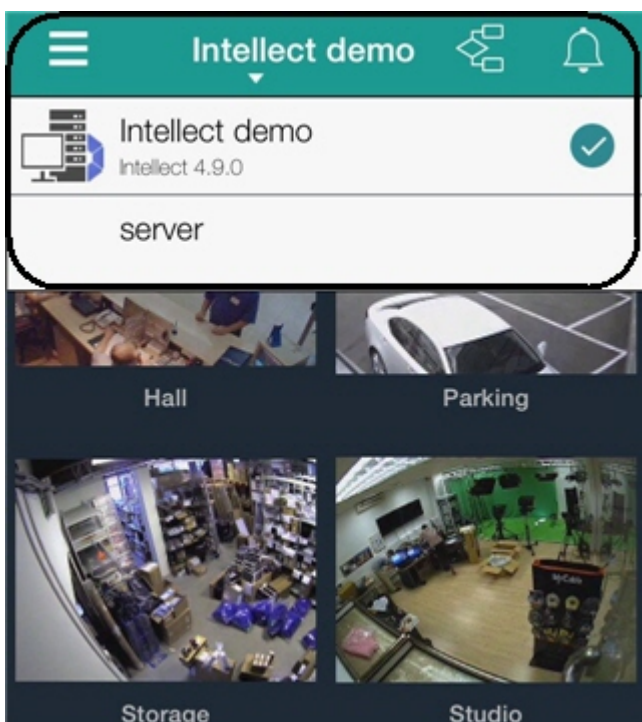 Intellect demo
Intellect demo
Intellect 4.9.0
server
Hall
Parking
Storage
Studio